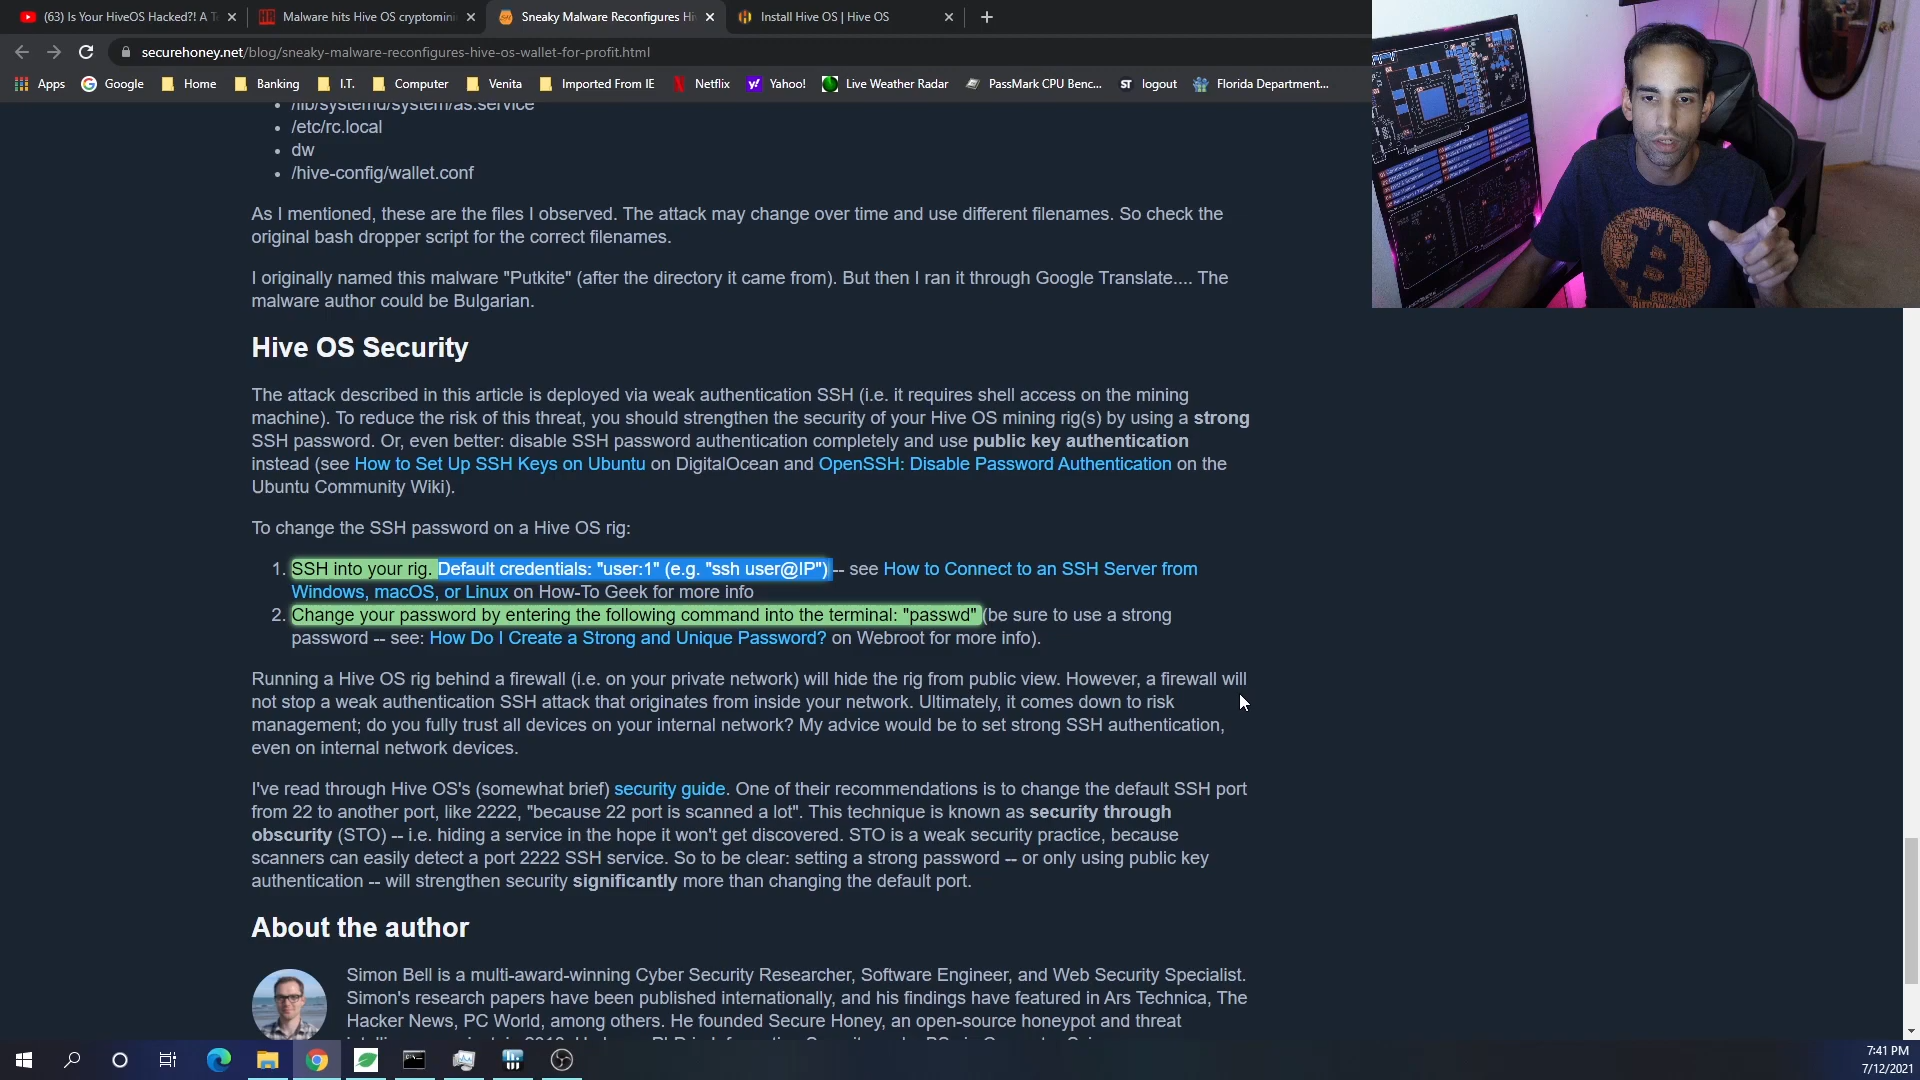 (63) Is Your HiveOS Hacked?! A T
Malware hits Hive OS cryptomini
Sneaky Malware Reconfigures Hi
Install Hive OS | Hive OS
securehoney.net/blog/sneaky-malware-reconfigures-hive-os-wallet-for-profit.html
Apps Google Home Banking I.T. Computer Venita Imported From IE Netflix Yahoo! Live Weather Radar PassMark CPU Benc... ST logout Florida Department...
• /lib/systemd/system/as.service
• /etc/rc.local
• dw
• /hive-config/wallet.conf
As I mentioned, these are the files I observed. The attack may change over time and use different filenames. So check the
original bash dropper script for the correct filenames.
I originally named this malware "Putkite" (after the directory it came from). But then I ran it through Google Translate.... The
malware author could be Bulgarian.
Hive OS Security
The attack described in this article is deployed via weak authentication SSH (i.e. it requires shell access on the mining
machine). To reduce the risk of this threat, you should strengthen the security of your Hive OS mining rig(s) by using a strong
SSH password. Or, even better: disable SSH password authentication completely and use public key authentication
instead (see How to Set Up SSH Keys on Ubuntu on DigitalOcean and OpenSSH: Disable Password Authentication on the
Ubuntu Community Wiki).
To change the SSH password on a Hive OS rig:
1. SSH into your rig. Default credentials: "user:1" (e.g. "ssh user@IP") -- see How to Connect to an SSH Server from
Windows, macOS, or Linux on How-To Geek for more info
2. Change your password by entering the following command into the terminal: "passwd" (be sure to use a strong
password -- see: How Do I Create a Strong and Unique Password? on Webroot for more info).
Running a Hive OS rig behind a firewall (i.e. on your private network) will hide the rig from public view. However, a firewall will
not stop a weak authentication SSH attack that originates from inside your network. Ultimately, it comes down to risk
management; do you fully trust all devices on your internal network? My advice would be to set strong SSH authentication,
even on internal network devices.
I've read through Hive OS's (somewhat brief) security guide. One of their recommendations is to change the default SSH port
from 22 to another port, like 2222, "because 22 port is scanned a lot". This technique is known as security through
obscurity (STO) -- i.e. hiding a service in the hope it won't get discovered. STO is a weak security practice, because
scanners can easily detect a port 2222 SSH service. So to be clear: setting a strong password -- or only using public key
authentication -- will strengthen security significantly more than changing the default port.
About the author
Simon Bell is a multi-award-winning Cyber Security Researcher, Software Engineer, and Web Security Specialist.
Simon's research papers have been published internationally, and his findings have featured in Ars Technica, The
Hacker News, PC World, among others. He founded Secure Honey, an open-source honeypot and threat
7:41 PM
7/12/2021